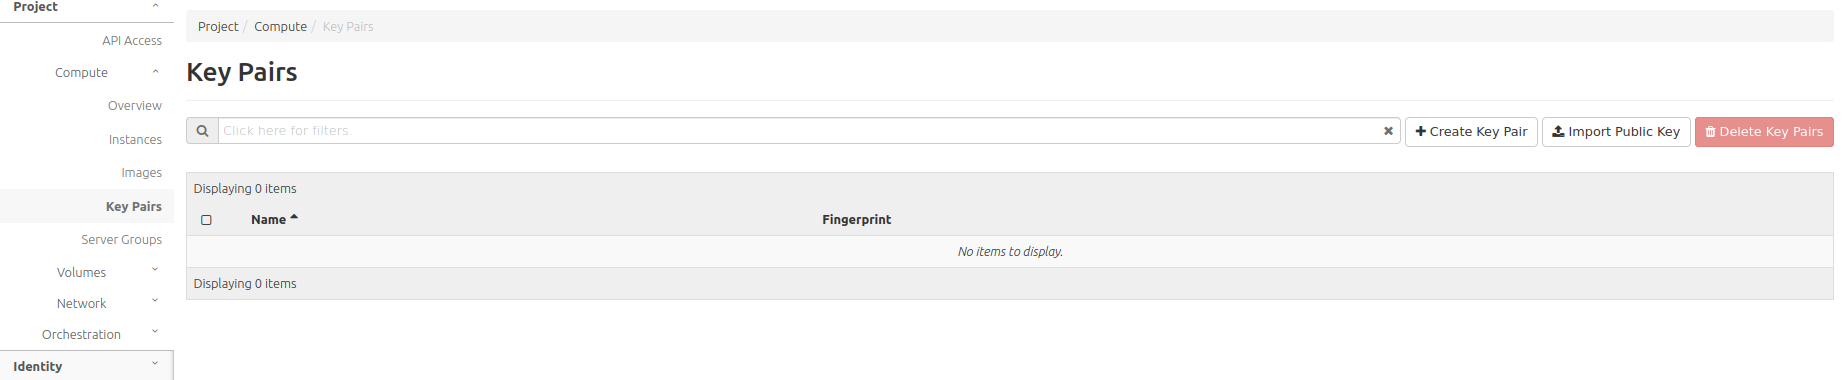 Project
API Access
Compute
Overview
Instances
Images
Key Pairs
Server Groups
Volumes
Network
Orchestration
Identity
Project / Compute / Key Pairs
Key Pairs
Click here for filters.
Create Key Pair
Import Public Key
Delete Key Pairs
Displaying 0 items
Name Fingerprint
No items to display.
Displaying 0 items